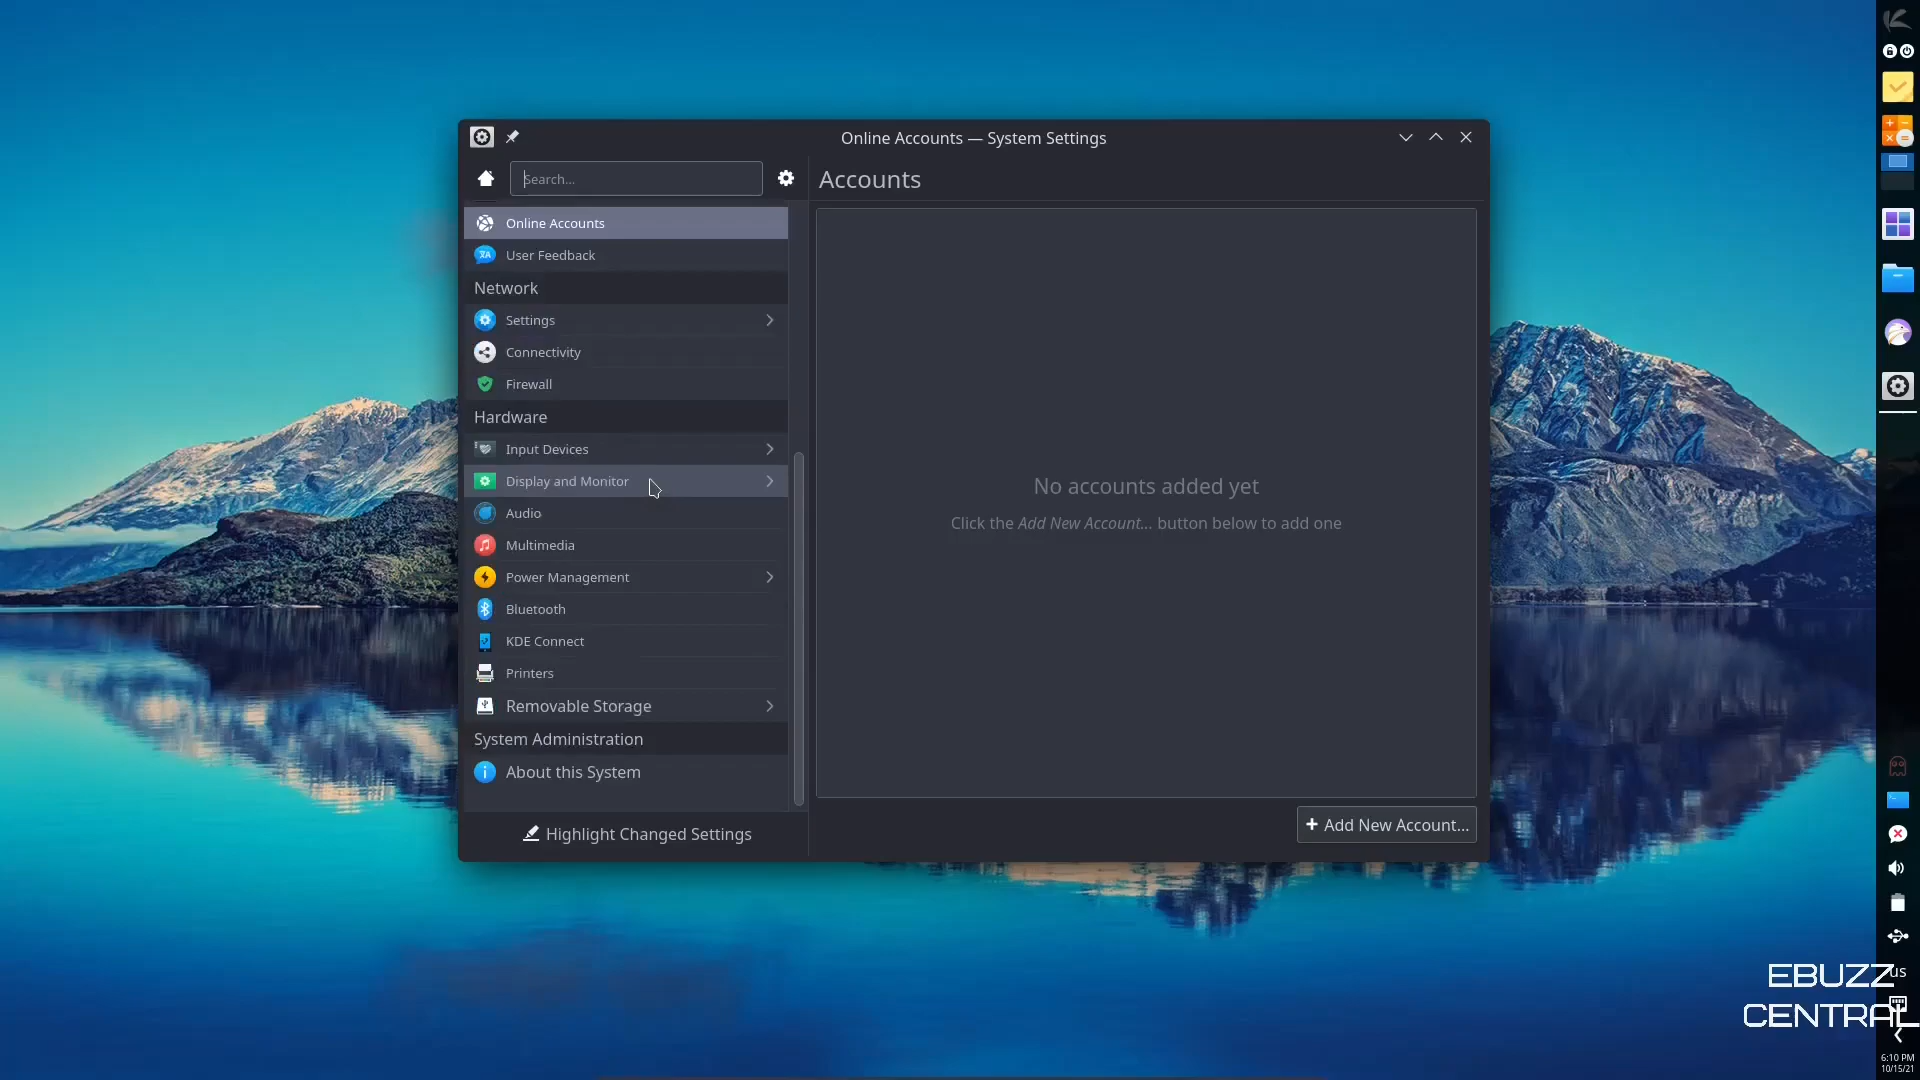 Online Accounts — System Settings
Search...
Accounts
Online Accounts
User Feedback
Network
Settings
Connectivity
Firewall
Hardware
Input Devices
Display and Monitor
Audio
Multimedia
Power Management
Bluetooth
KDE Connect
Printers
Removable Storage
System Administration
About this System
Highlight Changed Settings
No accounts added yet
Click the Add New Account... button below to add one
Add New Account...
us
EBUZZ
CENTRAL
6:10 PM
10/15/21